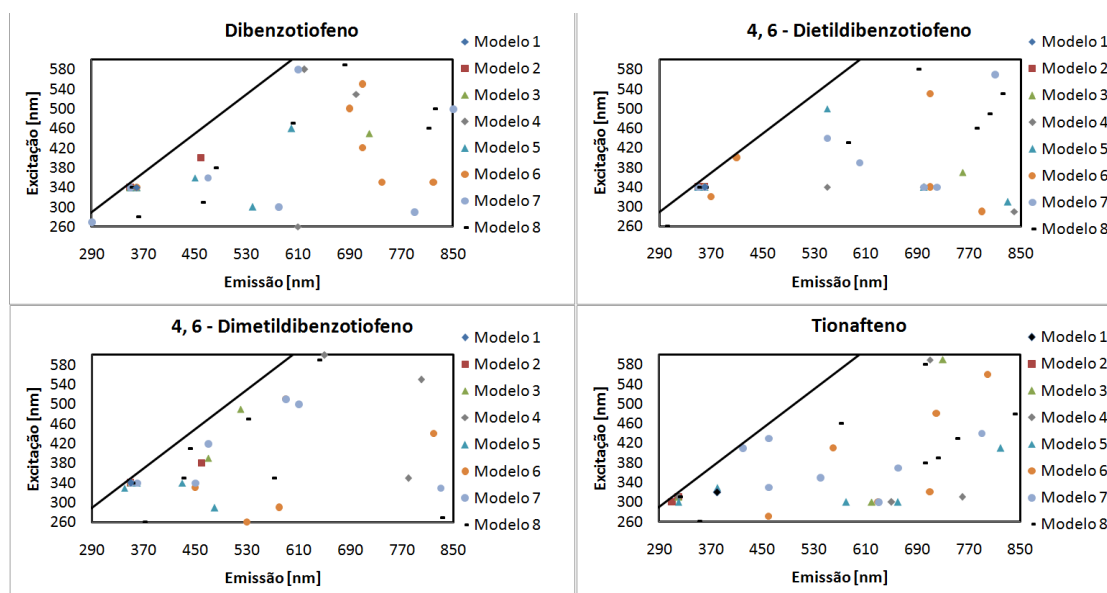 Dibenzotiofeno
Excitação [nm]
580
540
500
460
420
380
340
300
260
290 370 450 530 610 690 770 850
Emissão [nm]
Modelo 1
Modelo 2
Modelo 3
Modelo 4
Modelo 5
Modelo 6
Modelo 7
Modelo 8
4, 6 - Dietildibenzotiofeno
Excitação [nm]
580
540
500
460
420
380
340
300
260
290 370 450 530 610 690 770 850
Emissão [nm]
Modelo 1
Modelo 2
Modelo 3
Modelo 4
Modelo 5
Modelo 6
Modelo 7
Modelo 8
4, 6 - Dimetildibenzotiofeno
Excitação [nm]
580
540
500
460
420
380
340
300
260
290 370 450 530 610 690 770 850
Emissão [nm]
Modelo 1
Modelo 2
Modelo 3
Modelo 4
Modelo 5
Modelo 6
Modelo 7
Modelo 8
Tionafteno
Excitação [nm]
580
540
500
460
420
380
340
300
260
290 370 450 530 610 690 770 850
Emissão [nm]
Modelo 1
Modelo 2
Modelo 3
Modelo 4
Modelo 5
Modelo 6
Modelo 7
Modelo 8